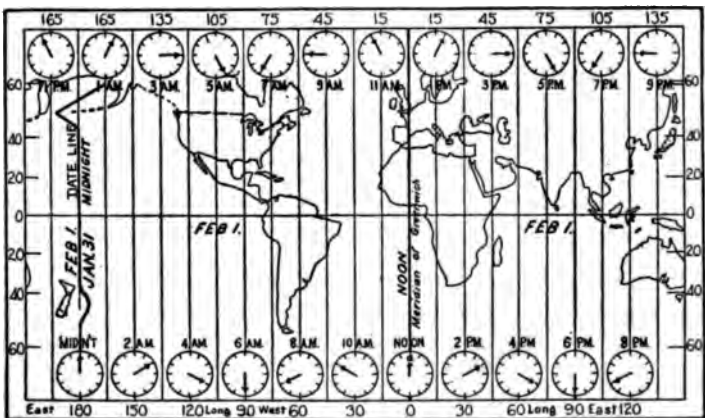 165 165 135 105 75 45 15 15 45 75 105 135
P.M. 1 A.M. 3 A.M. 5 A.M. 7 A.M. 9 A.M. 11 A.M. 1 P.M. 3 P.M. 5 P.M. 7 P.M. 9 P.M.
60 60
40 40
20 20
0 0
20 20
40 40
60 60
DATE LINE
MIDNIGHT
FEB 1.
JAN. 31
FEB 1.
NOON
Meridian of Greenwich
FEB 1.
MIDN'T 2 A.M. 4 A.M. 6 A.M. 8 A.M. 10 A.M. NOON 2 P.M. 4 P.M. 6 P.M. 8 P.M.
East 180 150 120 Long 90 West 60 30 0 30 60 Long 90 East 120